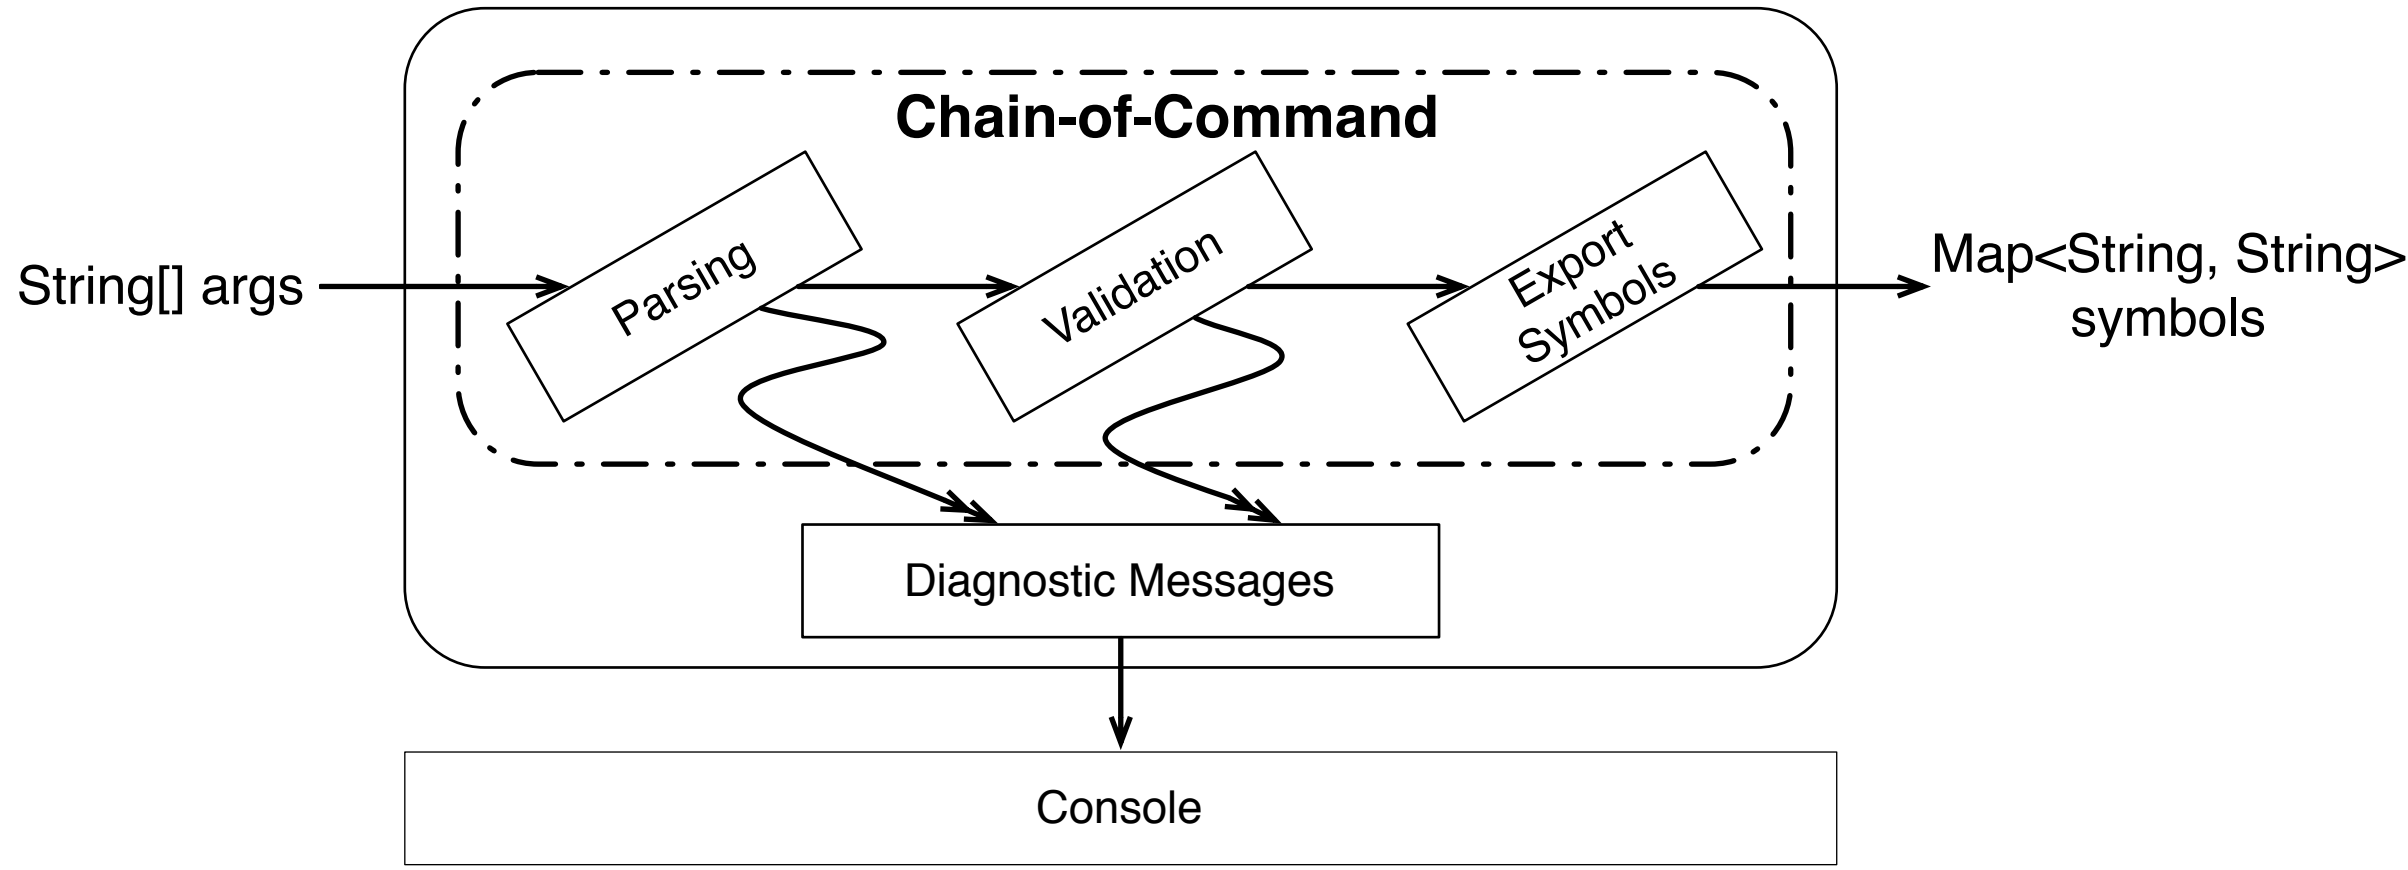 Chain-of-Command
String[] args
Parsing
Validation
Export
Symbols
Map<String, String>
symbols
Diagnostic Messages
Console